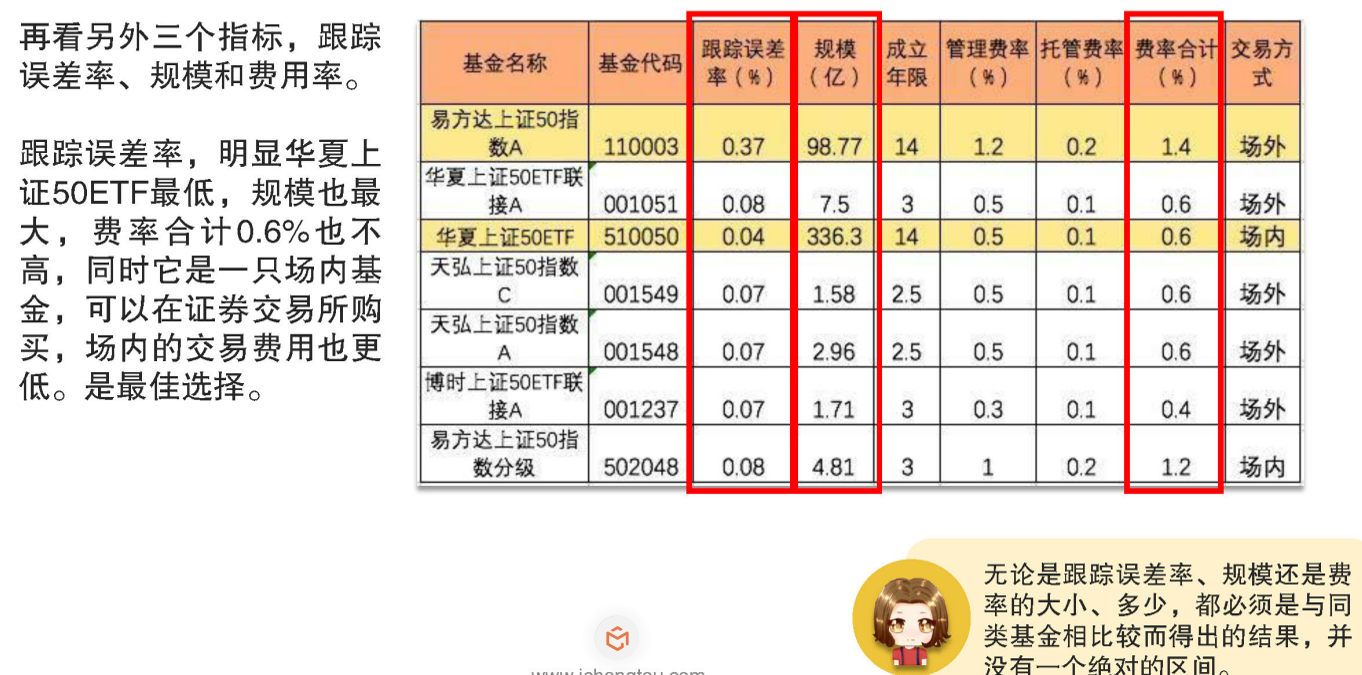 再看另外三个指标，跟踪
误差率、规模和费用率。
跟踪误差率，明显华夏上
证50ETF最低，规模也最
大，费率合计0.6%也不
高，同时它是一只场内基
金，可以在证券交易所购
买，场内的交易费用也更
低。是最佳选择。
基金名称 基金代码 跟踪误差率（%） 规模（亿） 成立年限 管理费率（%） 托管费率（%） 费率合计（%） 交易方式
易方达上证50指数A 110003 0.37 98.77 14 1.2 0.2 1.4 场外
华夏上证50ETF联接A 001051 0.08 7.5 3 0.5 0.1 0.6 场外
华夏上证50ETF 510050 0.04 336.3 14 0.5 0.1 0.6 场内
天弘上证50指数C 001549 0.07 1.58 2.5 0.5 0.1 0.6 场外
天弘上证50指数A 001548 0.07 2.96 2.5 0.5 0.1 0.6 场外
博时上证50ETF联接A 001237 0.07 1.71 3 0.3 0.1 0.4 场外
易方达上证50指数分级 502048 0.08 4.81 3 1 0.2 1.2 场内
无论是跟踪误差率、规模还是费
率的大小、多少，都必须是与同
类基金相比较而得出的结果，并
没有一个绝对的区间。